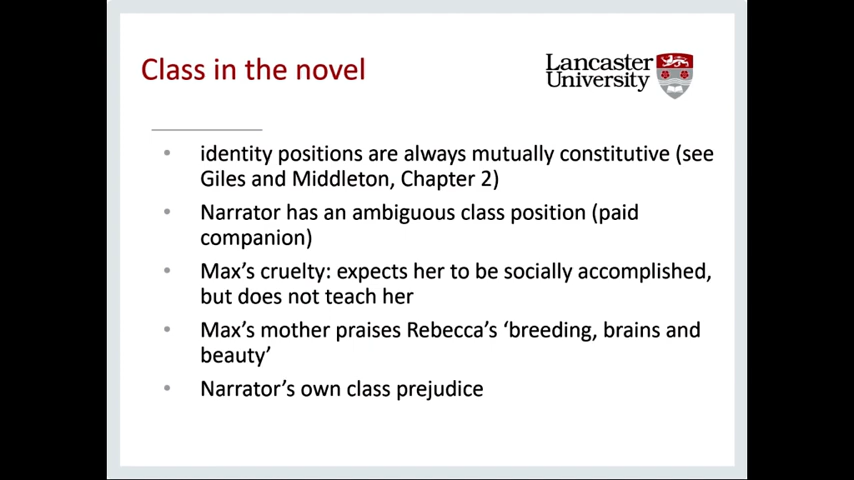 Class in the novel
Lancaster
University
• identity positions are always mutually constitutive (see
Giles and Middleton, Chapter 2)
• Narrator has an ambiguous class position (paid
companion)
• Max’s cruelty: expects her to be socially accomplished,
but does not teach her
• Max’s mother praises Rebecca’s ‘breeding, brains and
beauty’
• Narrator’s own class prejudice